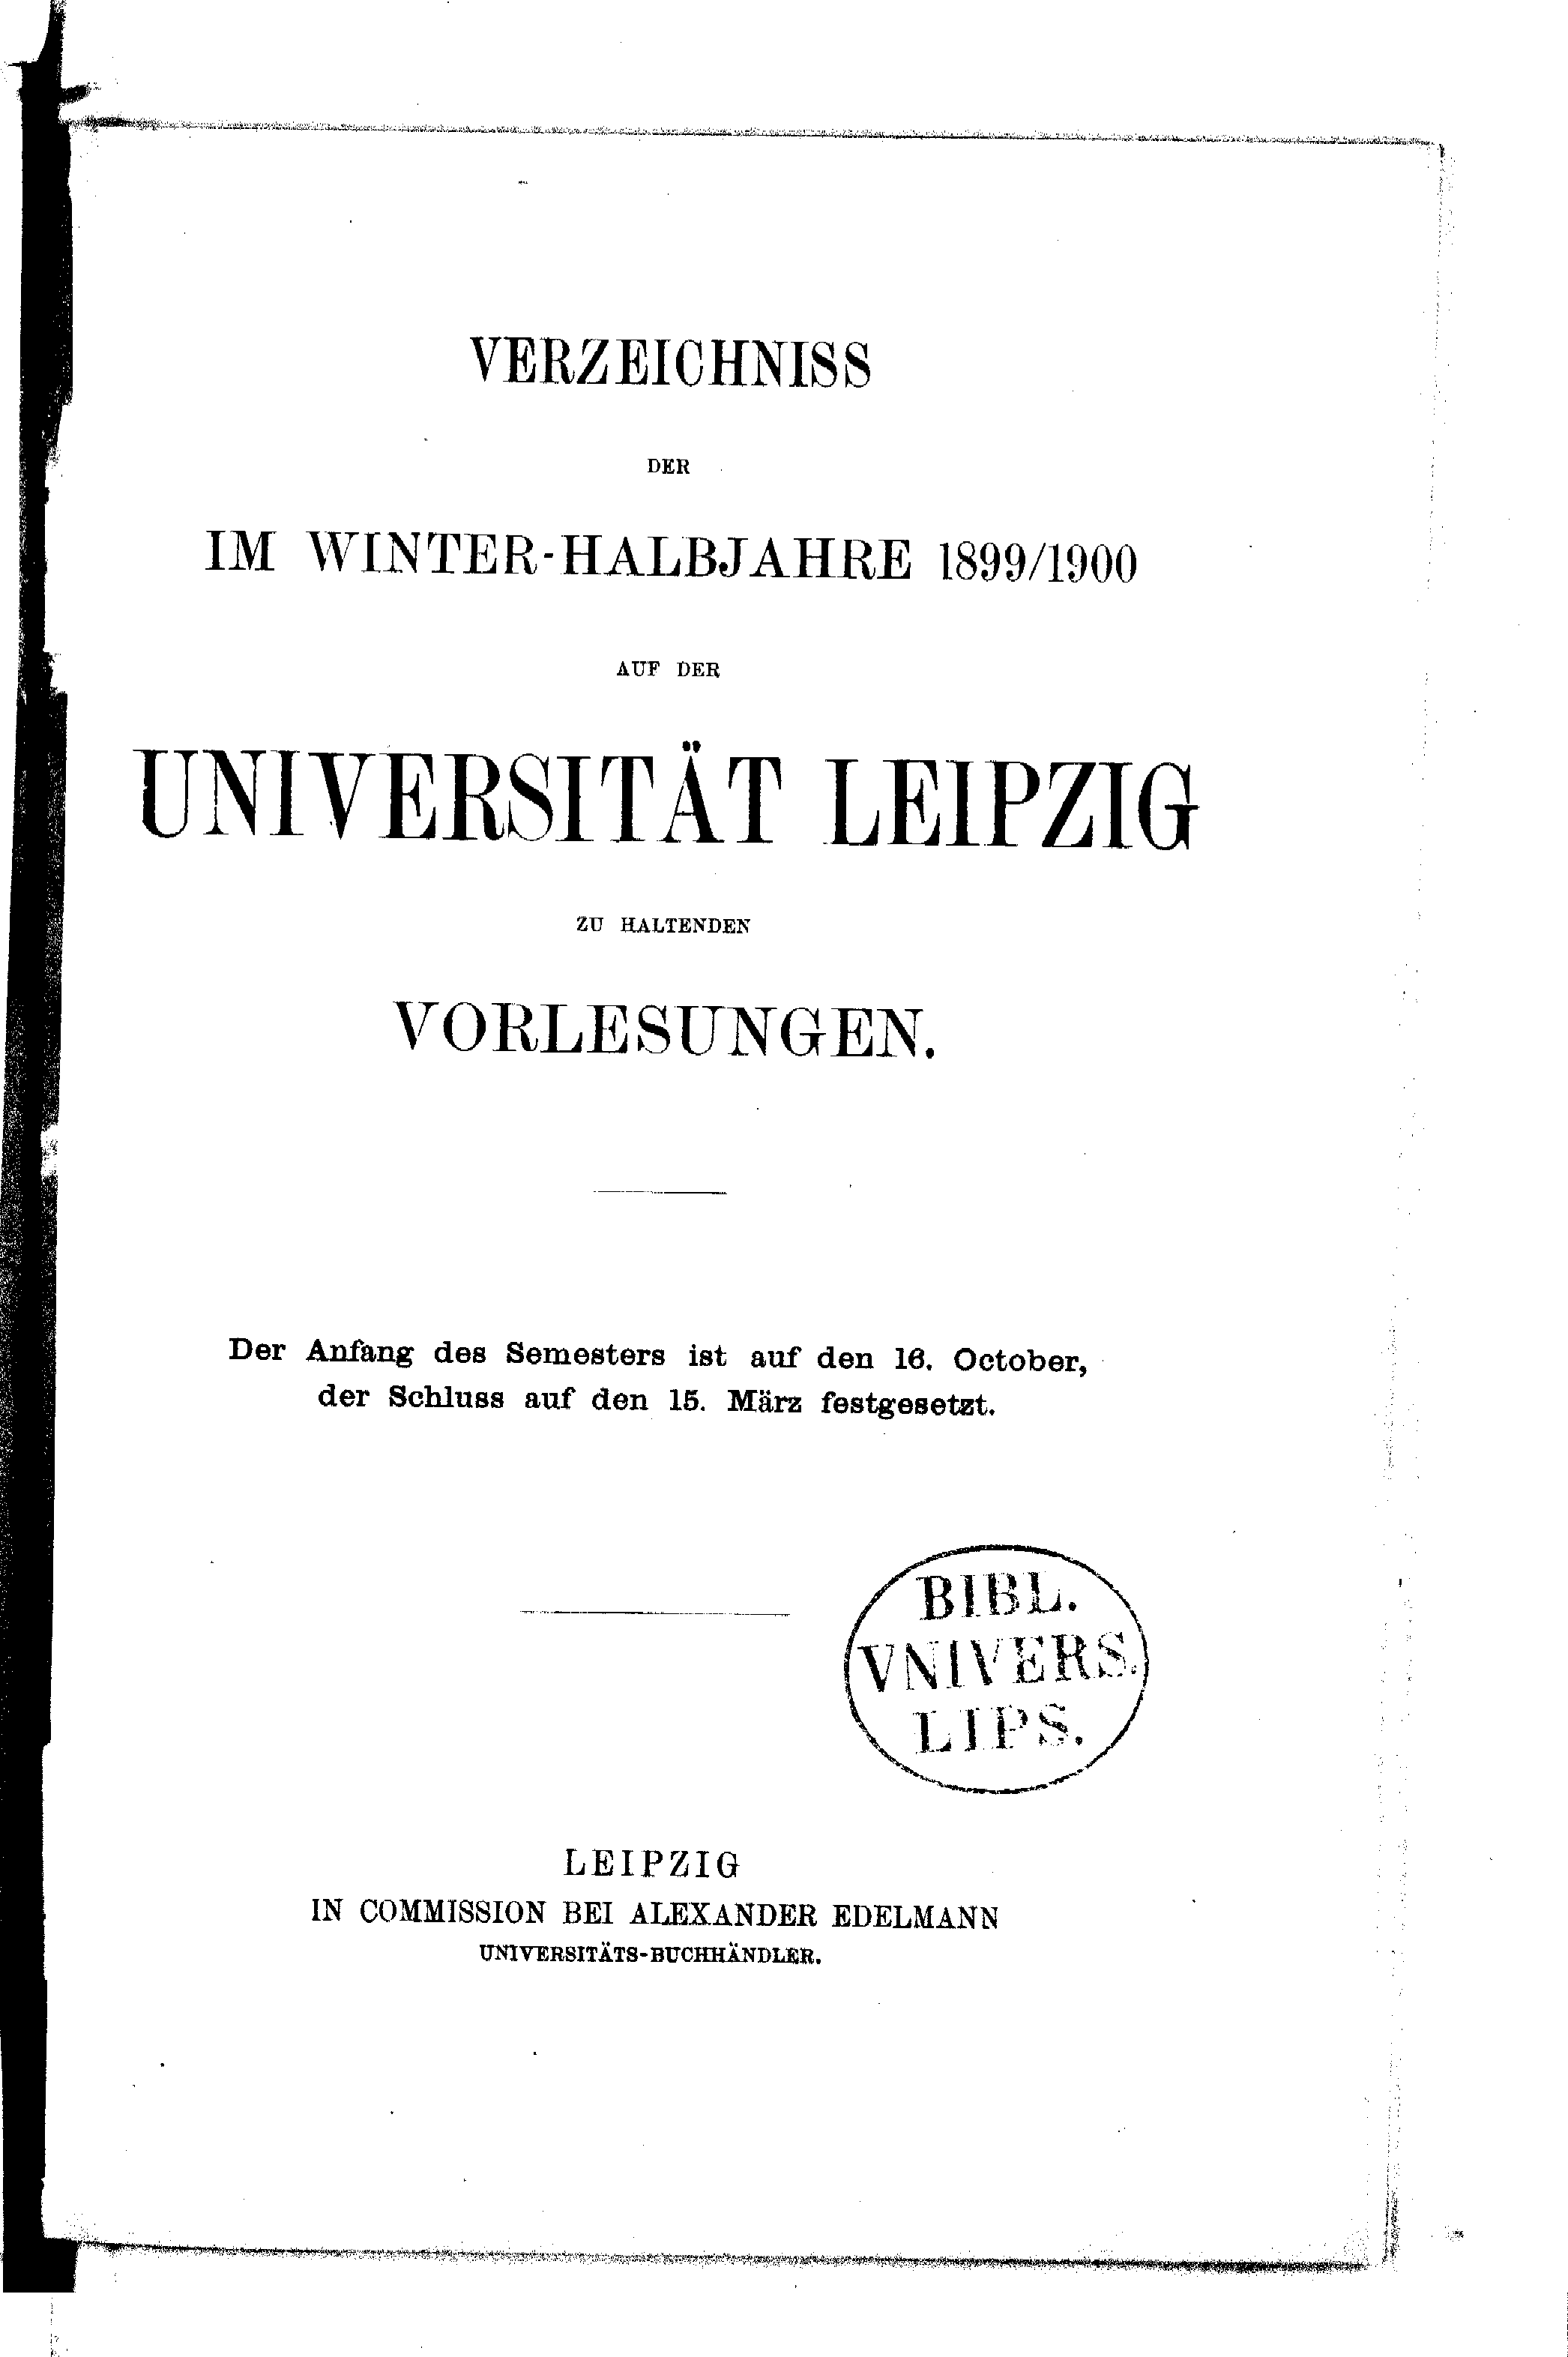 VERZEICHNISS
DER
IM WINTER-HALBJAHRE 1899/1900
AUF DER
UNIVERSITÄT LEIPZIG
ZU HALTENDEN
VORLESUNGEN.
Der Anfang des Semesters ist auf den 16. October,
der Schluss auf den 15. März festgesetzt.
BIBL.
VNIVERS.
LIPS.
LEIPZIG
IN COMMISSION BEI ALEXANDER EDELMANN
UNIVERSITÄTS-BUCHHÄNDLER.